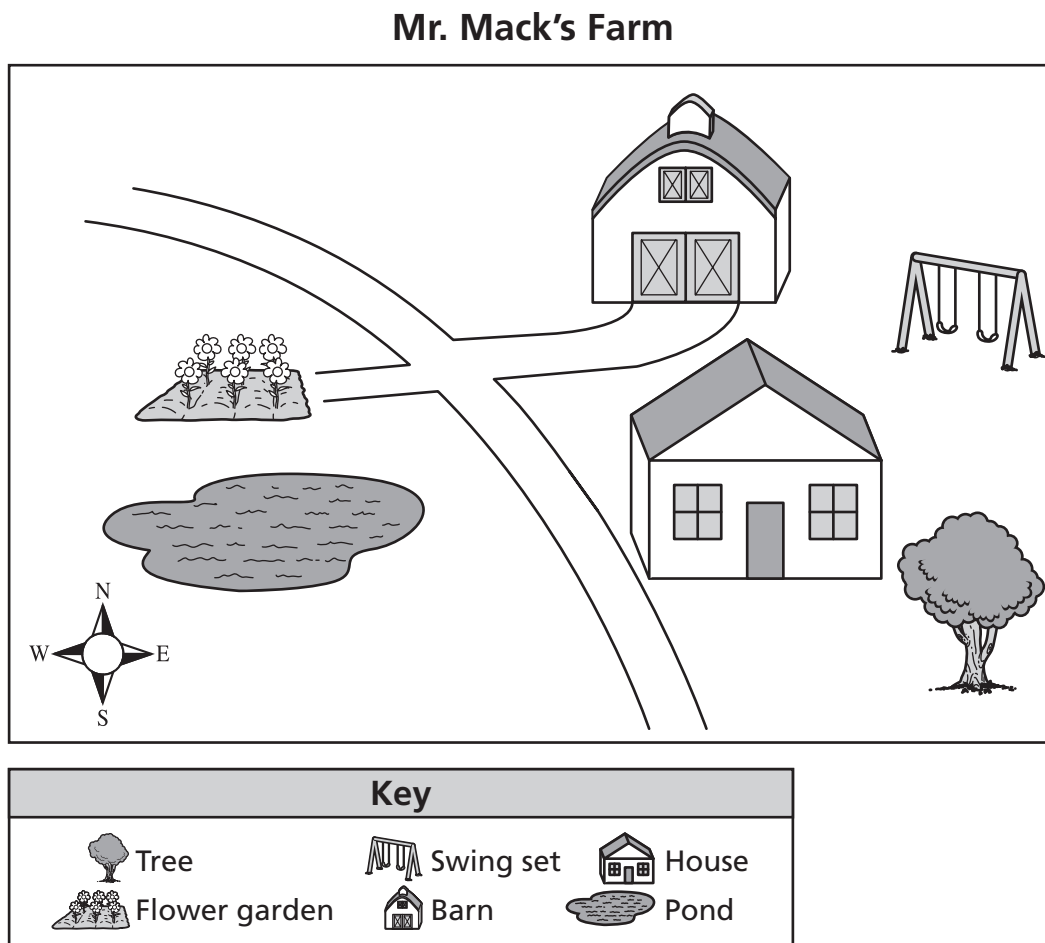 Mr. Mack's Farm
N
W E
S
Key
Tree Swing set House
Flower garden Barn Pond